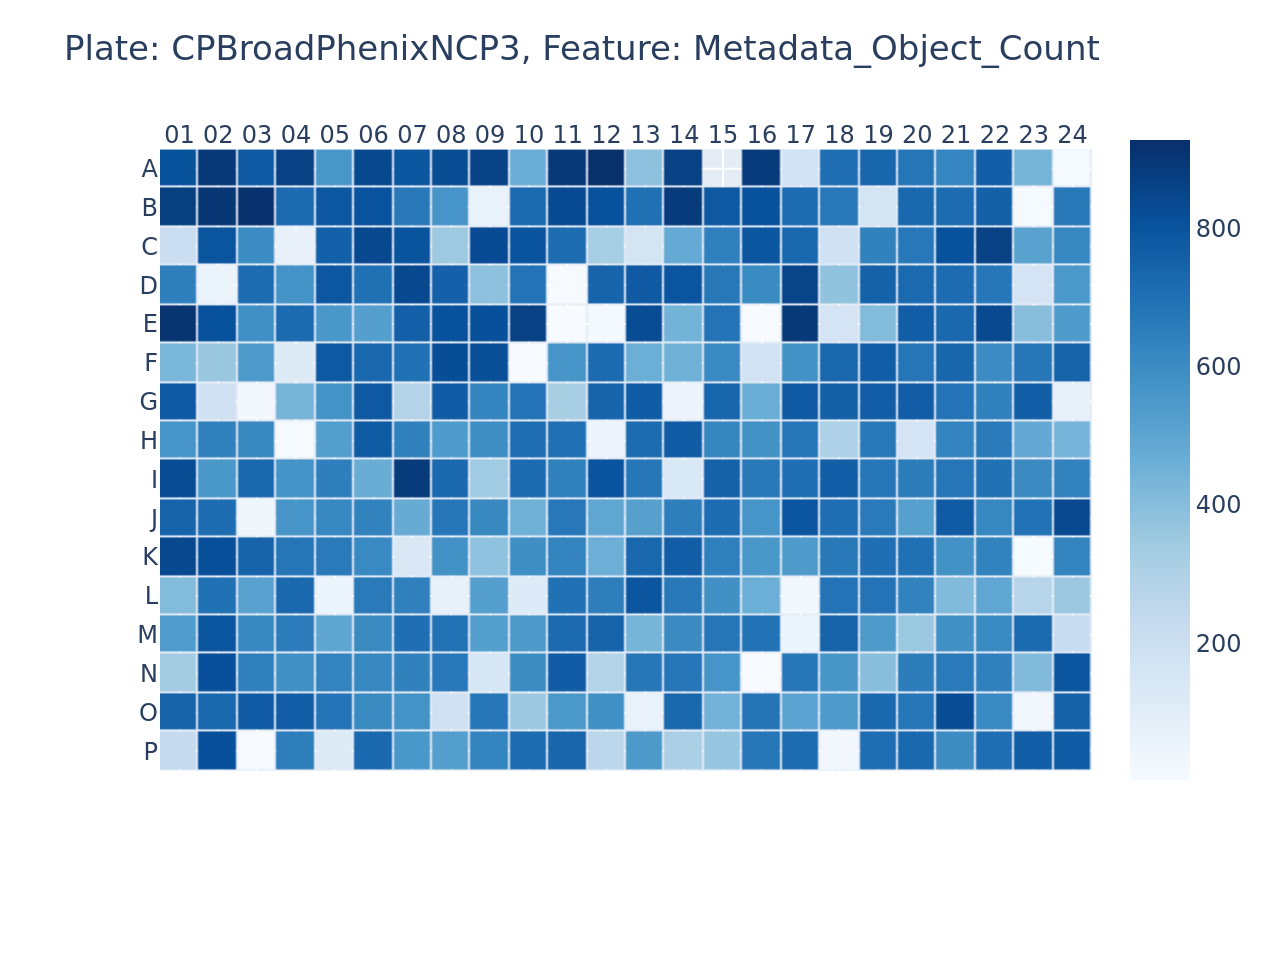 Plate: CPBroadPhenixNCP3, Feature: Metadata_Object_Count
01 02 03 04 05 06 07 08 09 10 11 12 13 14 15 16 17 18 19 20 21 22 23 24
A
B
800
C
D
E
F
600
G
H
I
J
400
K
L
M
200
N
O
P